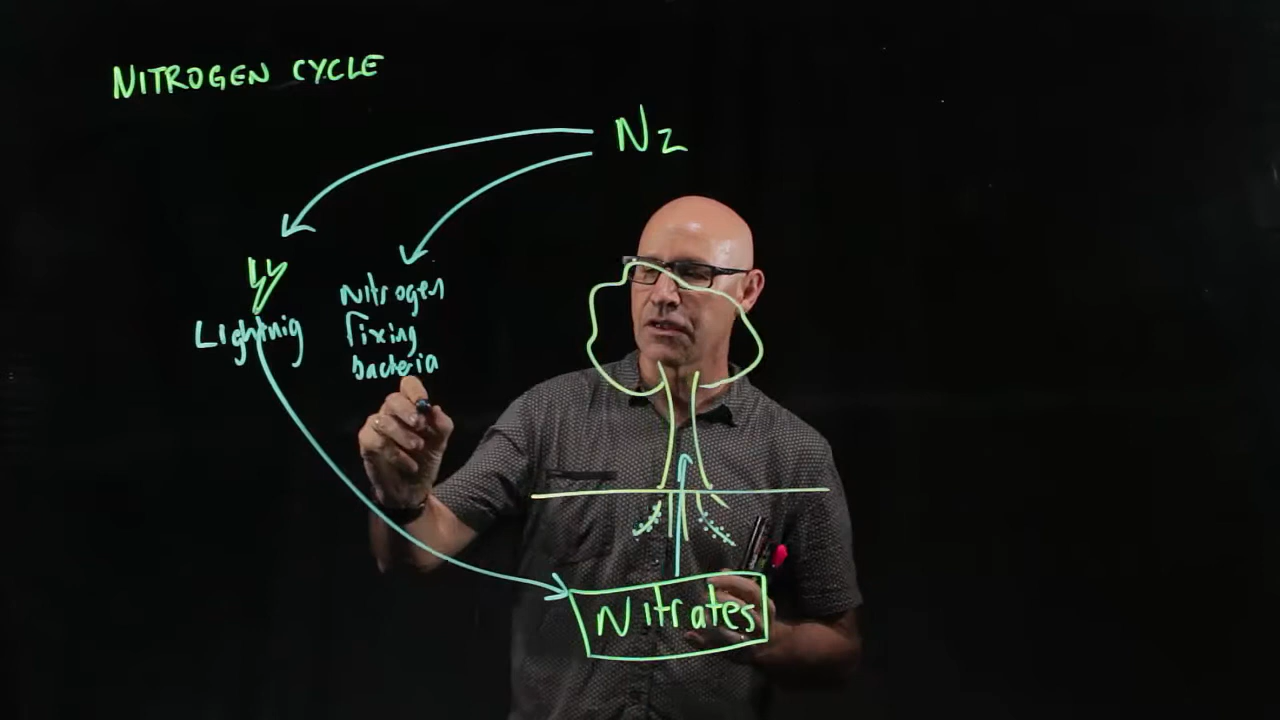 NITROGEN CYCLE
N2
Lightnig
Nitrogen
fixing
bacteria
Nitrates